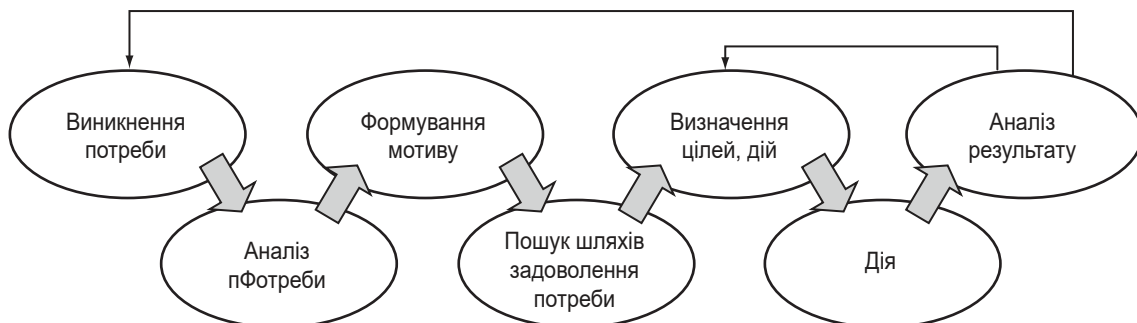 Виникнення
потреби
Формування
мотиву
Визначення
цілей, дій
Аналіз
результату
Аналіз
пФотреби
Пошук шляхів
задоволення
потреби
Дія